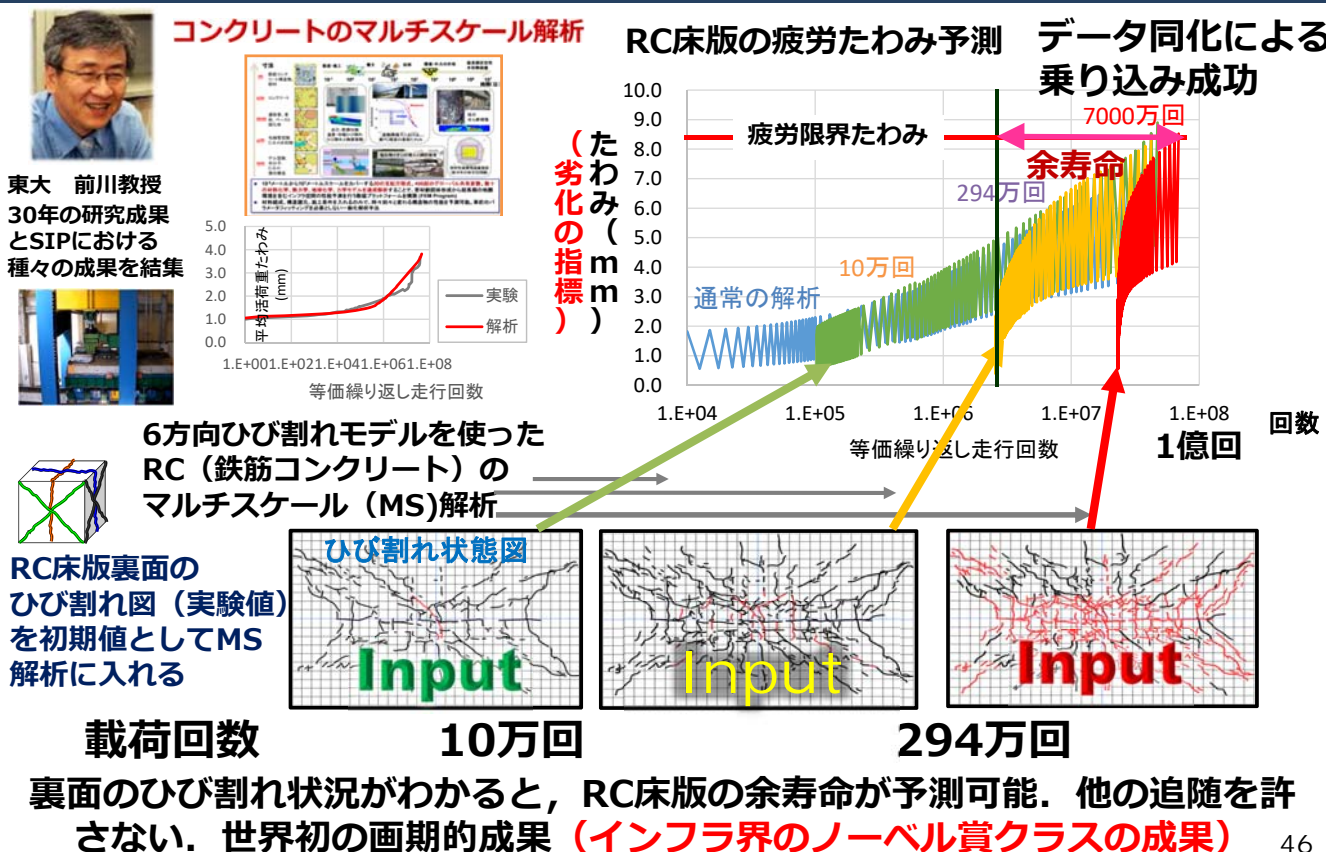 コンクリートのマルチスケール解析
東大　前川教授
30年の研究成果
とSIPにおける
種々の成果を結集
5.0
4.0
3.0
2.0
1.0
0.0
平均活荷重たわみ
(mm)
実験
解析
1.E+001.E+021.E+041.E+061.E+08
等価繰り返し走行回数
RC床版の疲労たわみ予測
データ同化による
乗り込み成功
たわみ(mm)
(劣化の指標)
10.0
9.0
8.0
7.0
6.0
5.0
4.0
3.0
2.0
1.0
0.0
疲労限界たわみ
7000万回
余寿命
294万回
10万回
通常の解析
1.E+04
1.E+05
1.E+06
1.E+07
1.E+08
回数
等価繰り返し走行回数
1億回
6方向ひび割れモデルを使った
RC（鉄筋コンクリート）の
マルチスケール（MS)解析
RC床版裏面の
ひび割れ図（実験値）
を初期値としてMS
解析に入れる
ひび割れ状態図
Input
Input
Input
載荷回数
10万回
294万回
裏面のひび割れ状況がわかると，RC床版の余寿命が予測可能．他の追随を許
さない．世界初の画期的成果（インフラ界のノーベル賞クラスの成果）
46